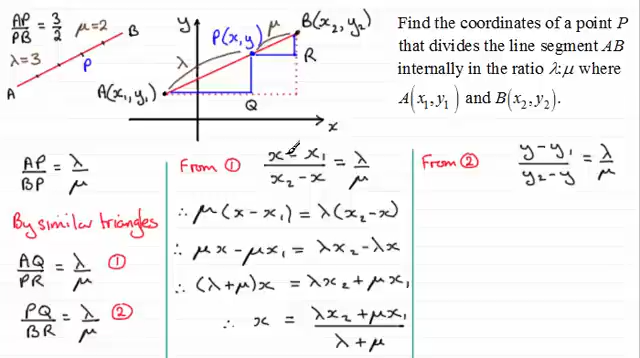 AP/PB = 3/2 μ=2
λ=3
A
P
B
y
x
λ
μ
P(x,y)
B(x₂,y₂)
A(x₁,y₁)
Q
R
Find the coordinates of a point P
that divides the line segment AB
internally in the ratio λ:μ where
A(x₁,y₁) and B(x₂,y₂).
AP/BP = λ/μ
By similar triangles
AQ/PR = λ/μ ①
PQ/BR = λ/μ ②
From ① (x - x₁)/(x₂ - x) = λ/μ
∴ μ(x - x₁) = λ(x₂ - x)
∴ μx - μx₁ = λx₂ - λx
∴ (λ+μ)x = λx₂ + μx₁
∴ x = (λx₂ + μx₁)/(λ + μ)
From ② (y - y₁)/(y₂ - y) = λ/μ